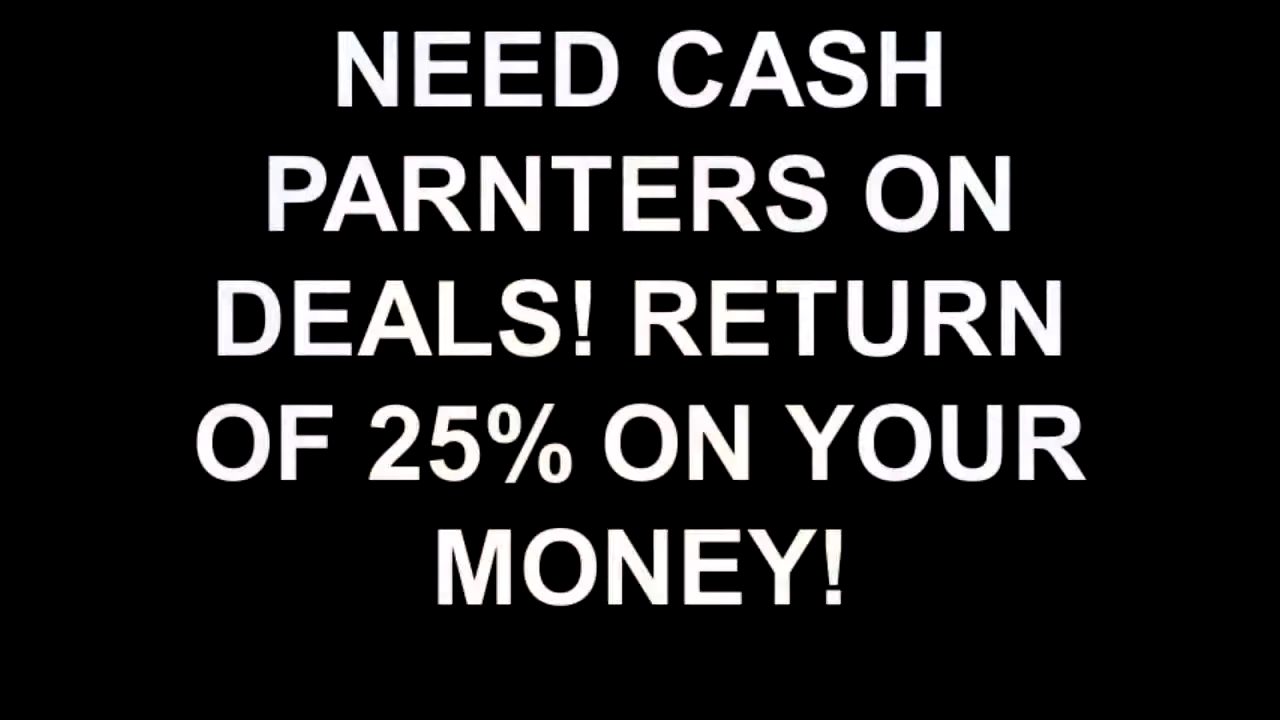 NEED CASH
PARNTERS ON
DEALS! RETURN
OF 25% ON YOUR
MONEY!